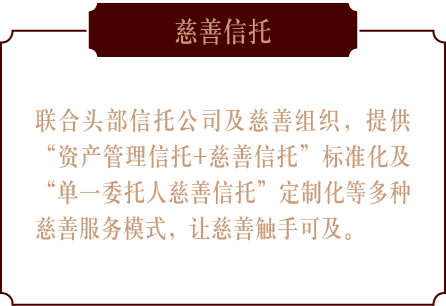 慈善信托
联合头部信托公司及慈善组织，提供
“资产管理信托+慈善信托”标准化及
“单一委托人慈善信托”定制化等多种
慈善服务模式，让慈善触手可及。